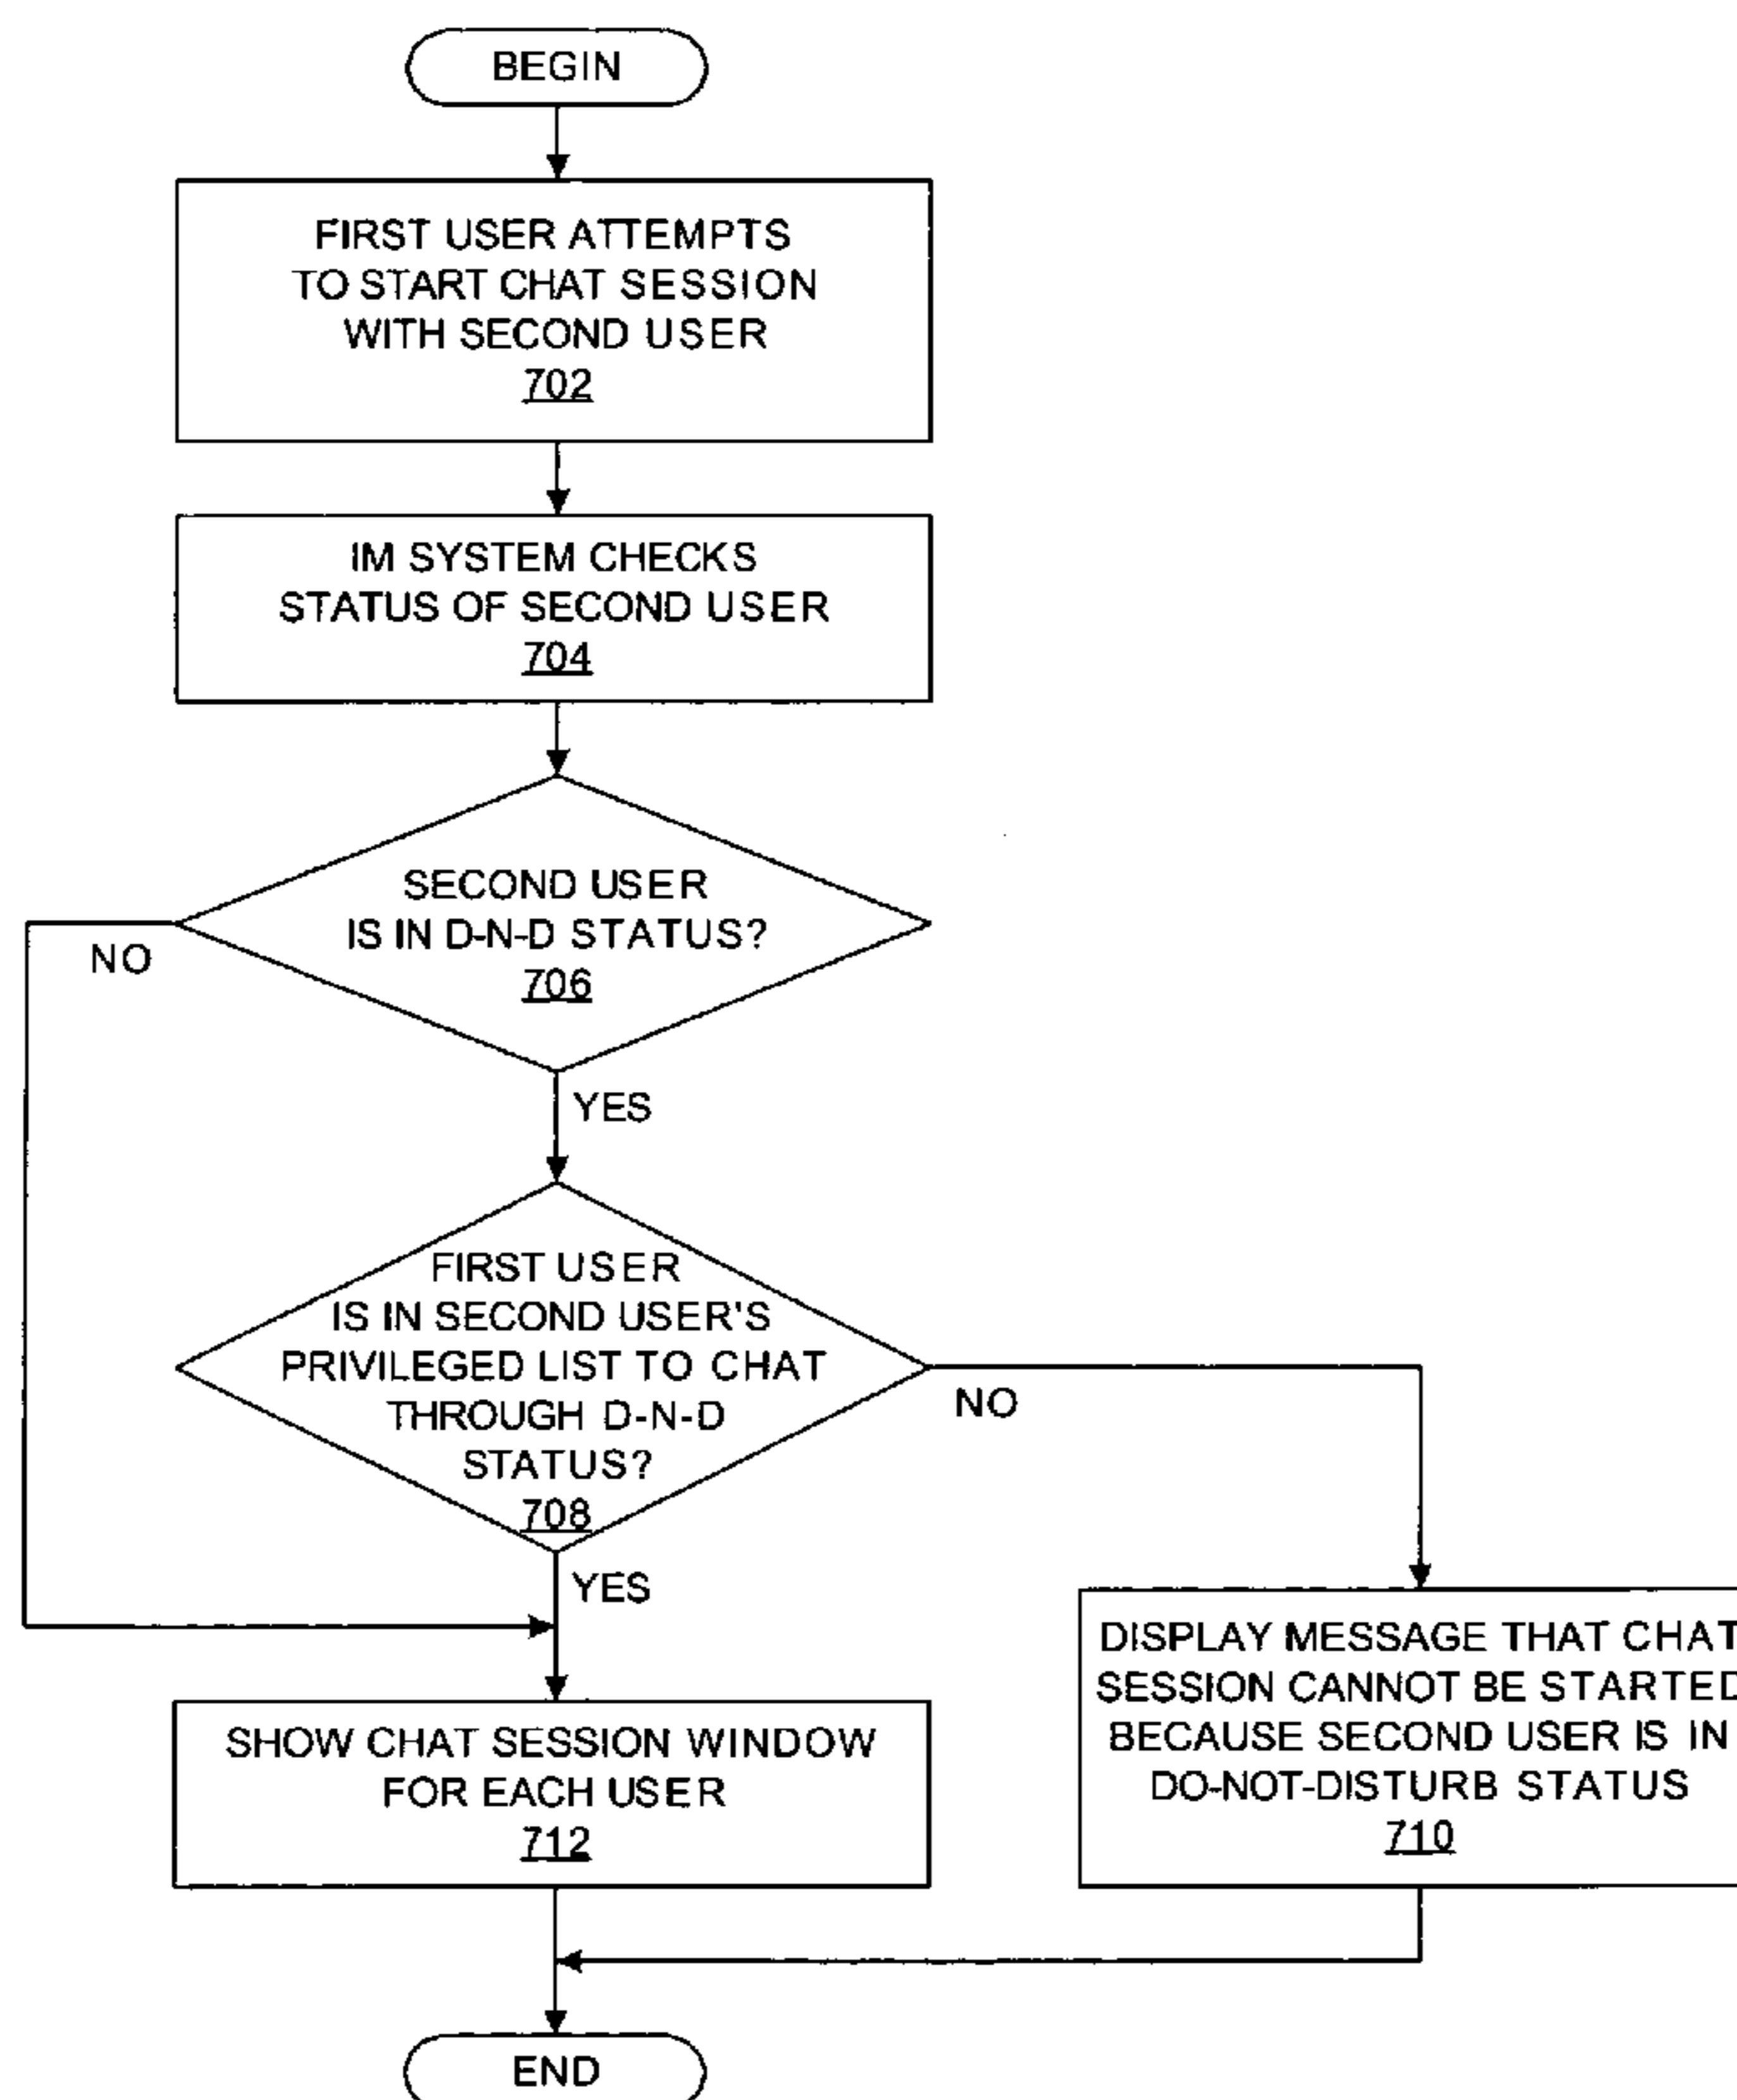 BEGIN
FIRST USER ATTEMPTS
TO START CHAT SESSION
WITH SECOND USER
702
IM SYSTEM CHECKS
STATUS OF SECOND USER
704
SECOND USER
IS IN D-N-D STATUS?
706
NO
YES
FIRST USER
IS IN SECOND USER'S
PRIVILEGED LIST TO CHAT
THROUGH D-N-D
STATUS?
708
NO
YES
DISPLAY MESSAGE THAT CHAT
SESSION CANNOT BE STARTED
BECAUSE SECOND USER IS IN
DO-NOT-DISTURB STATUS
710
SHOW CHAT SESSION WINDOW
FOR EACH USER
712
END